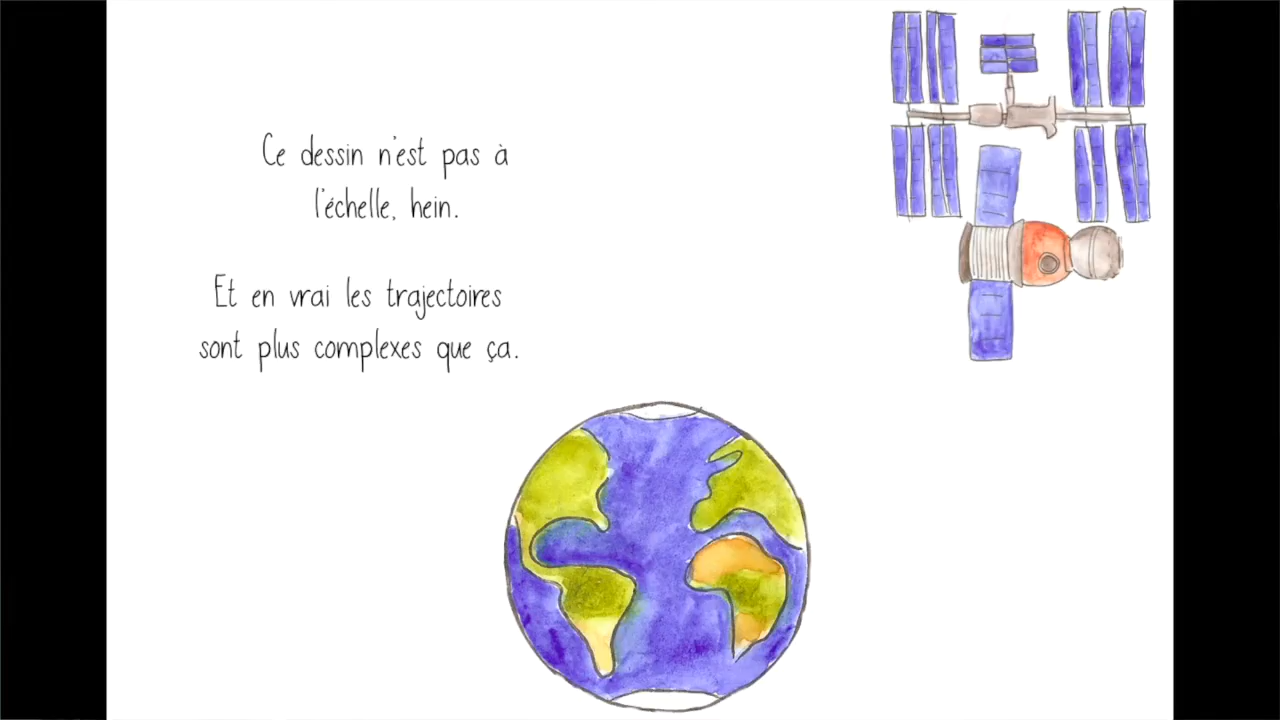 Ce dessin n'est pas à
l'échelle, hein.
Et en vrai les trajectoires
sont plus complexes que ça.